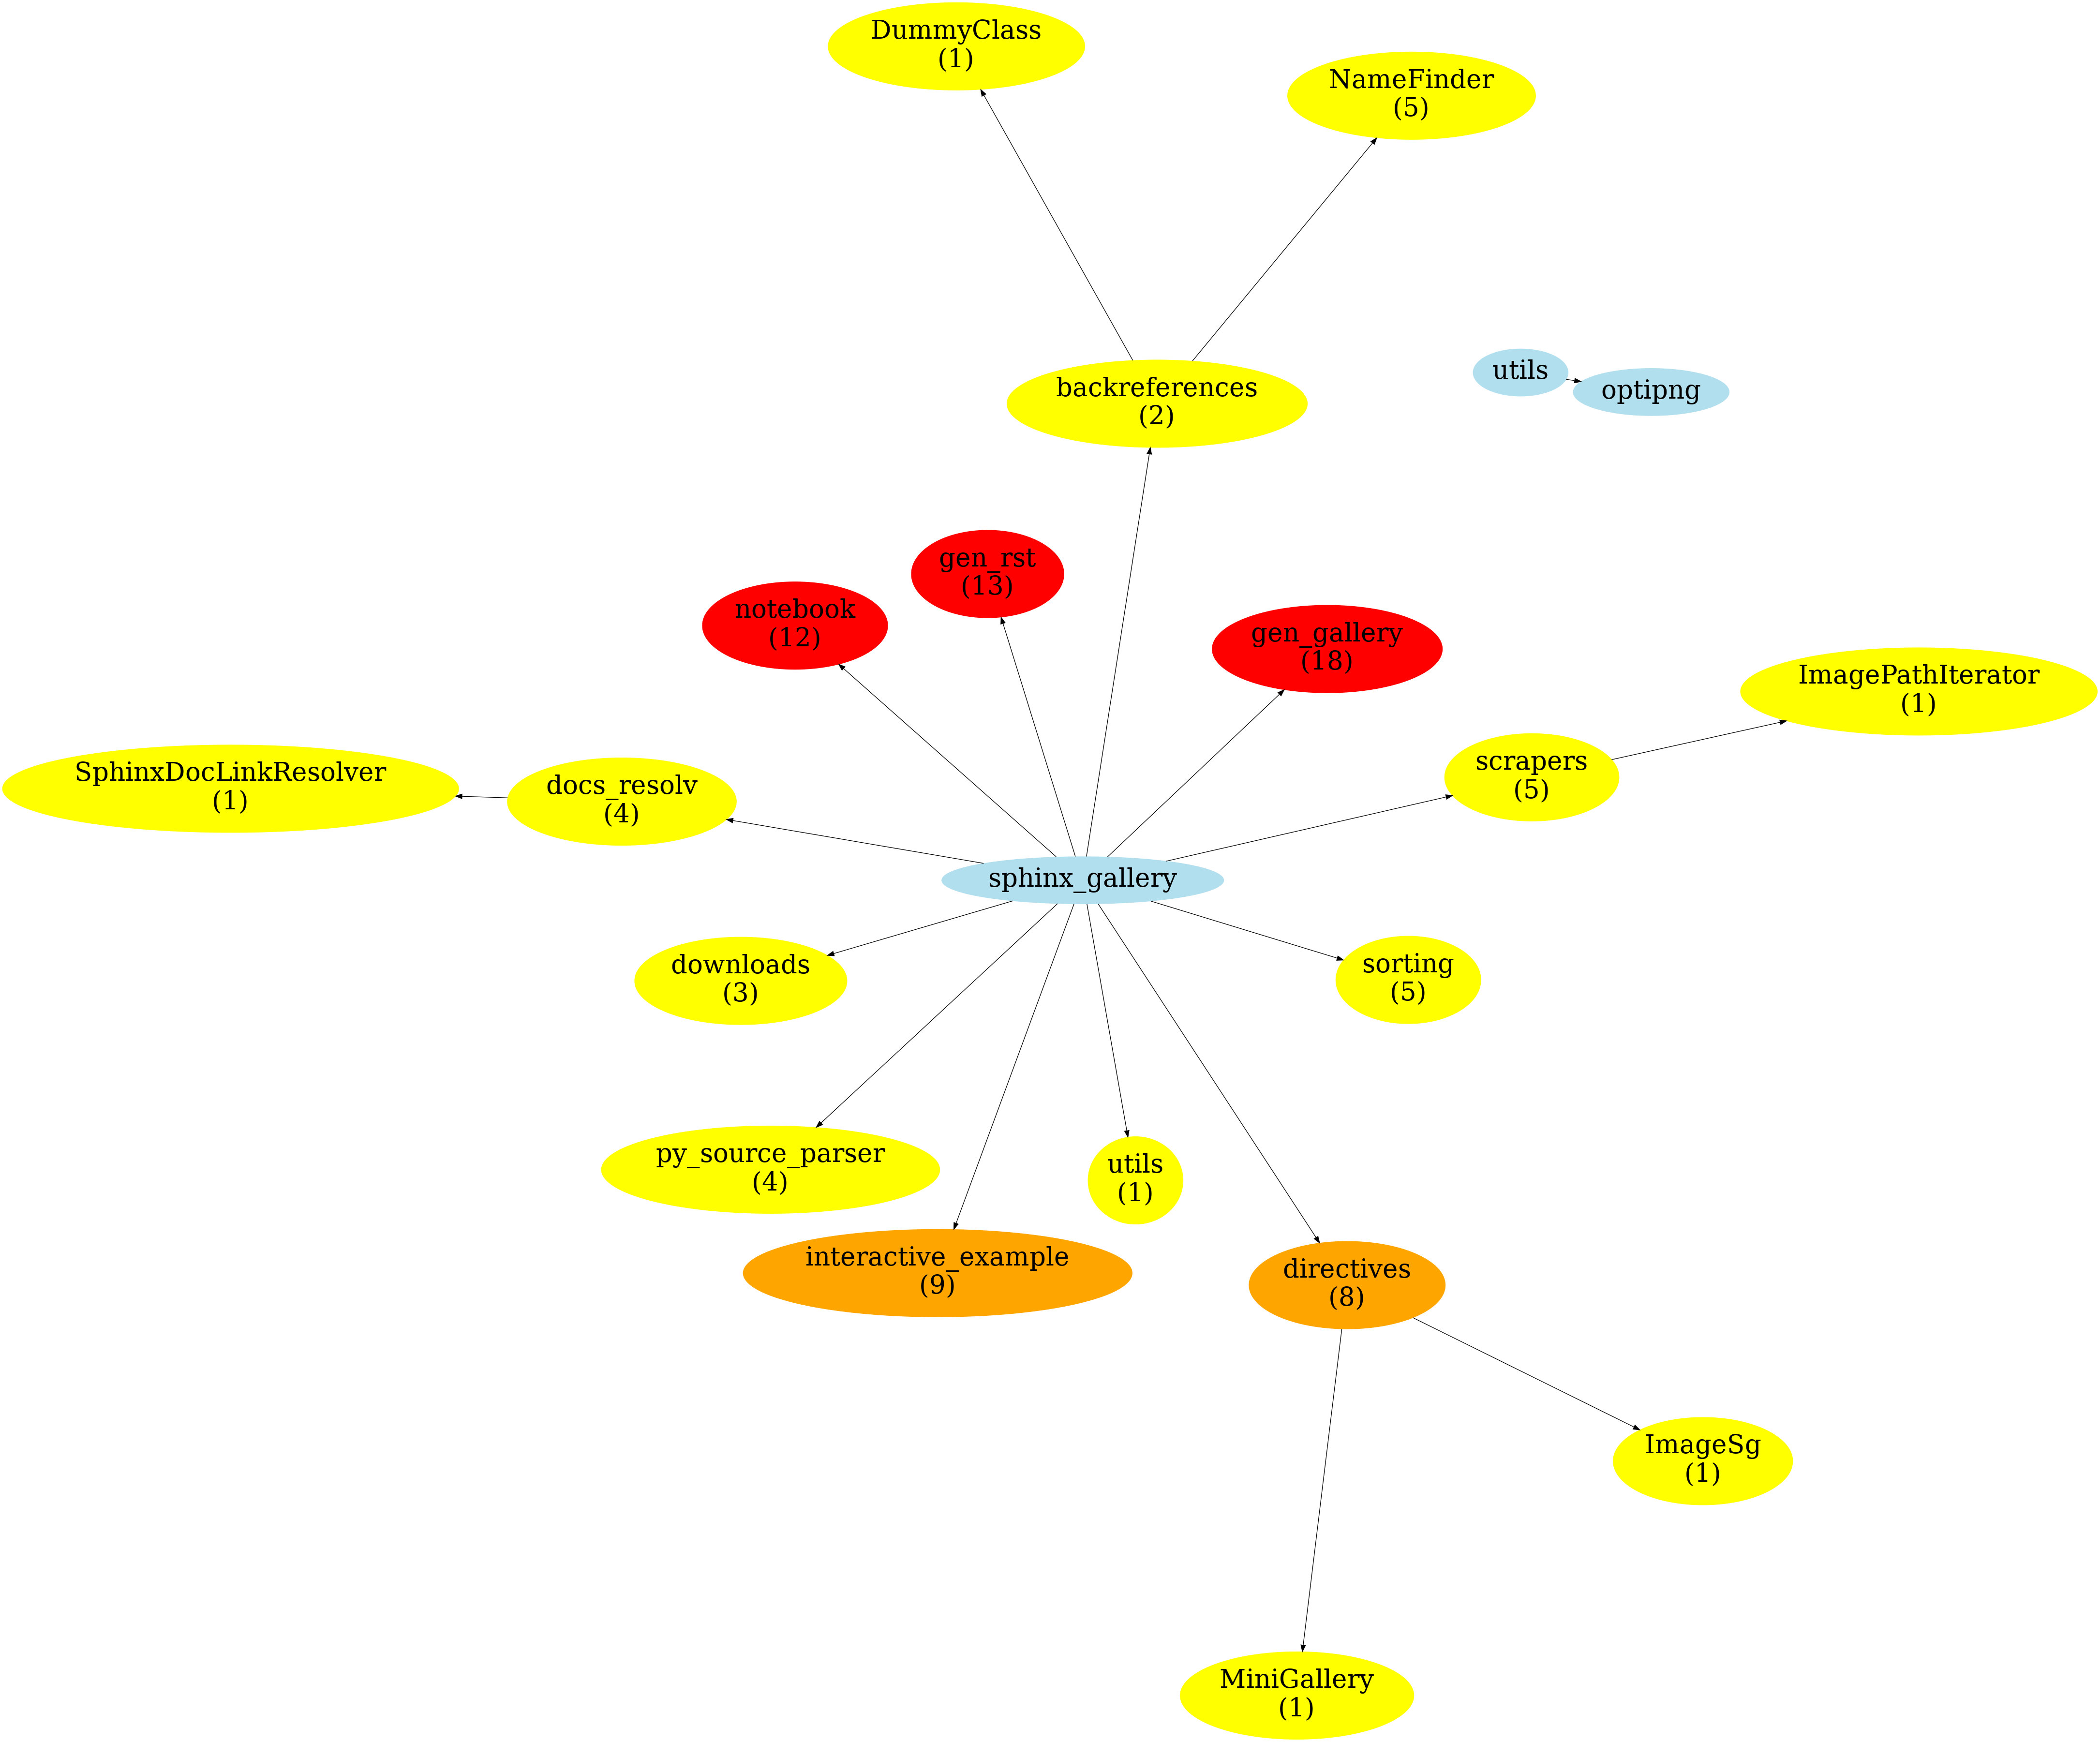 DummyClass
(1)
NameFinder
(5)
utils
optipng
backreferences
(2)
gen_rst
(13)
notebook
(12)
gen_gallery
(18)
ImagePathIterator
(1)
scrapers
(5)
SphinxDocLinkResolver
(1)
docs_resolv
(4)
sphinx_gallery
downloads
(3)
sorting
(5)
py_source_parser
(4)
utils
(1)
interactive_example
(9)
directives
(8)
ImageSg
(1)
MiniGallery
(1)